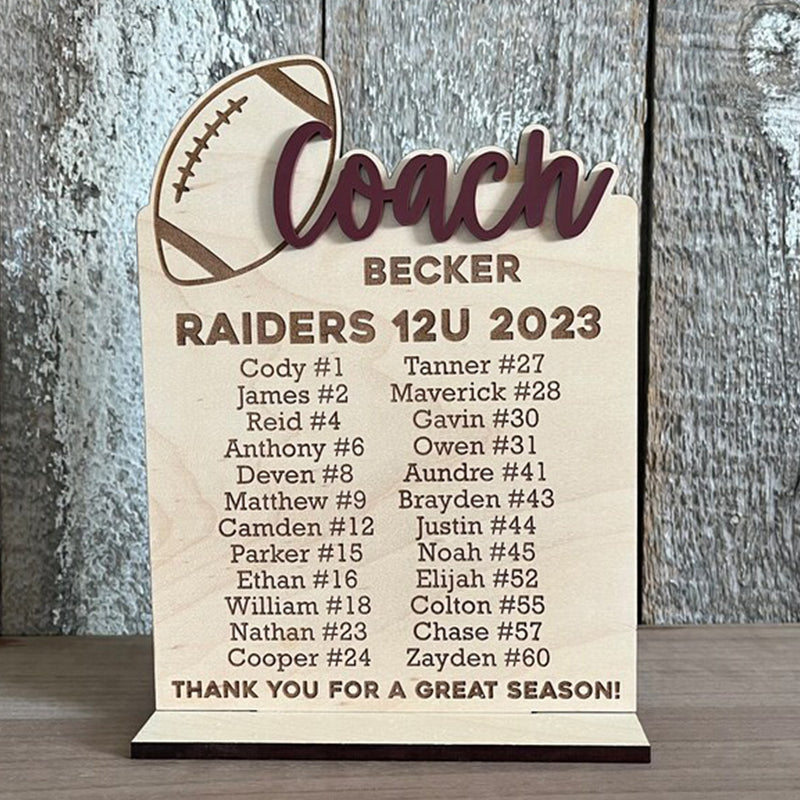 Coach
BECKER
RAIDERS 12U 2023
Cody #1
James #2
Reid #4
Anthony #6
Deven #8
Matthew #9
Camden #12
Parker #15
Ethan #16
William #18
Nathan #23
Cooper #24
Tanner #27
Maverick #28
Gavin #30
Owen #31
Aundre #41
Brayden #43
Justin #44
Noah #45
Elijah #52
Colton #55
Chase #57
Zayden #60
THANK YOU FOR A GREAT SEASON!